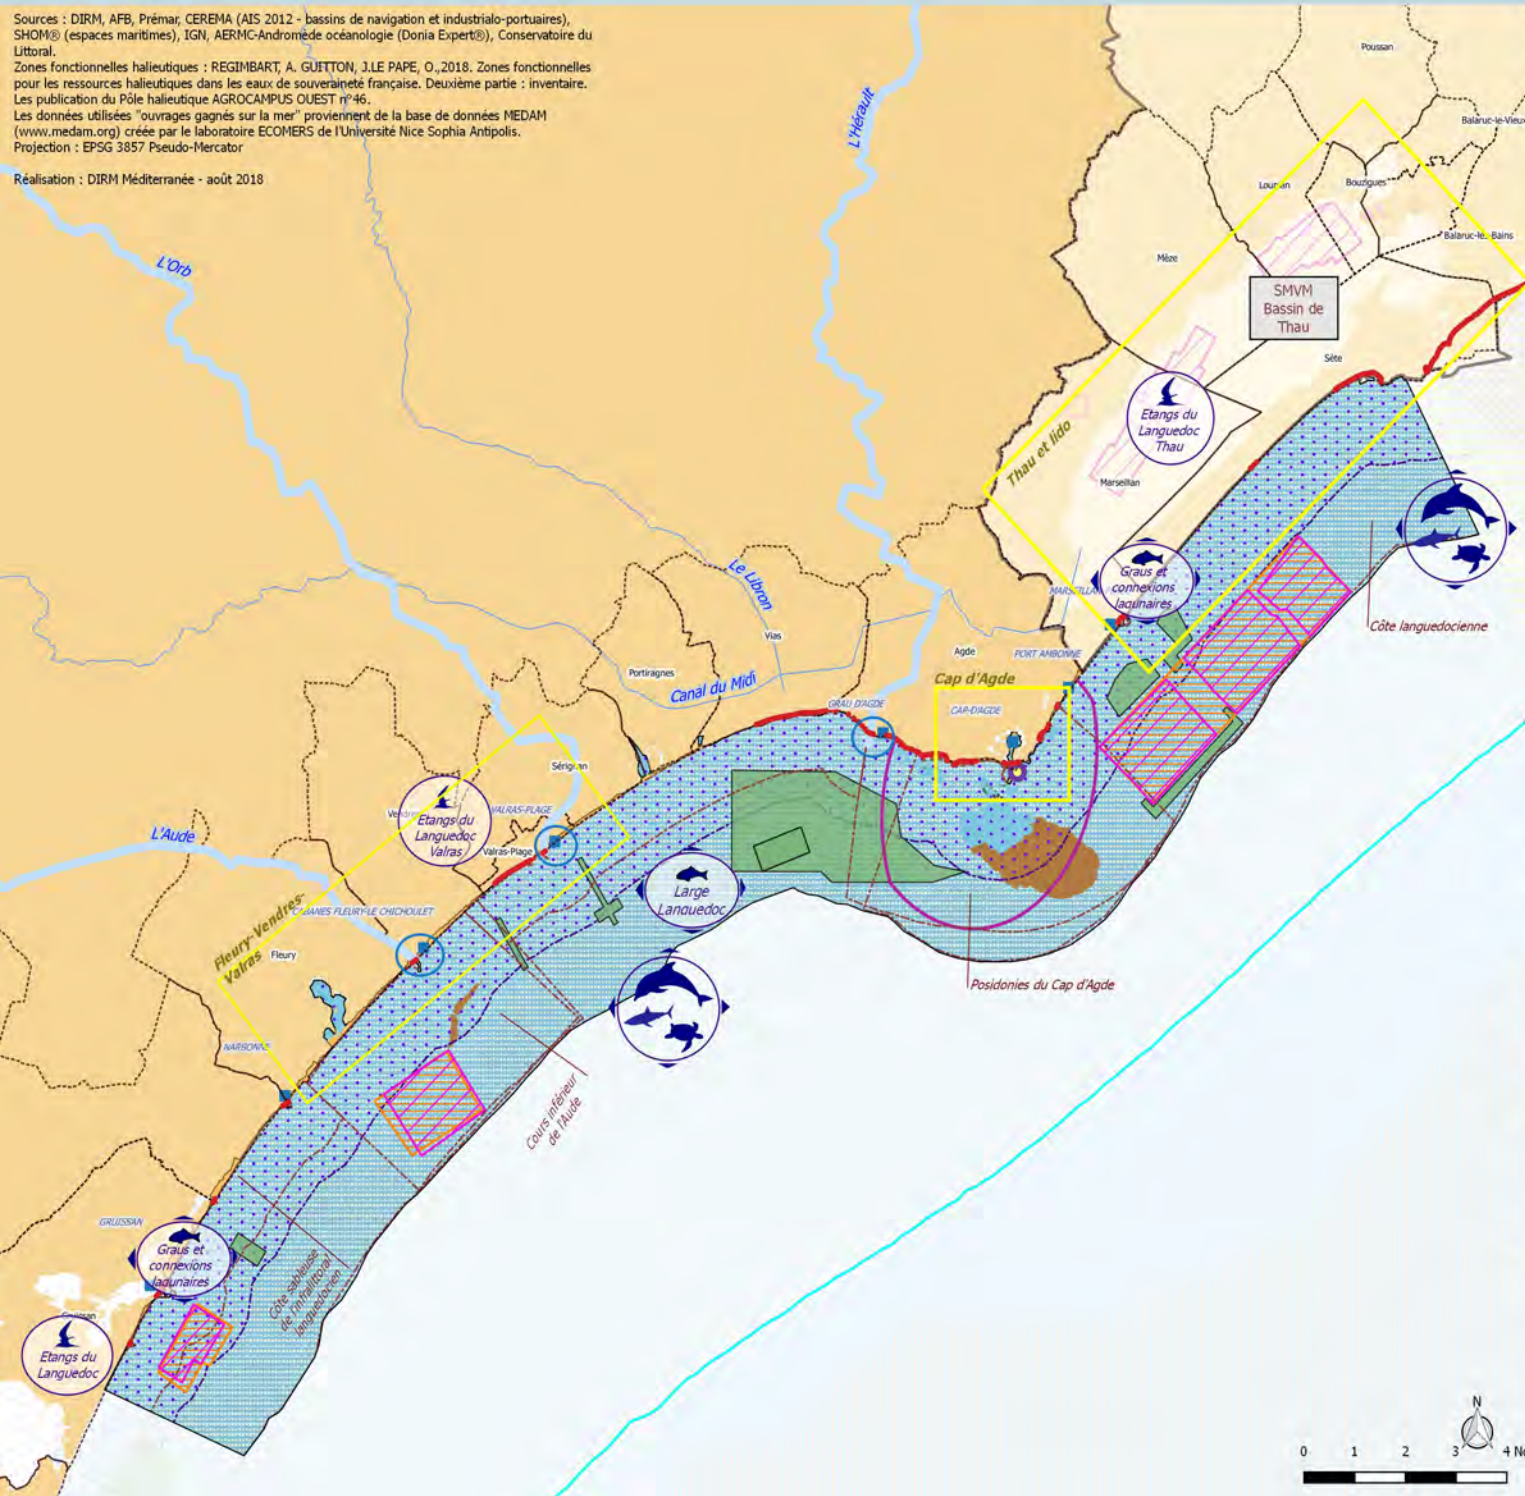 Sources : DIRM, AFB, Prémar, CEREMA (AIS 2012 - bassins de navigation et industrialo-portuaires),
SHOM® (espaces maritimes), IGN, AERMC-Andromède océanologie (Donia Expert®), Conservatoire du
Littoral.
Zones fonctionnelles halieutiques : REGIMBART, A. GUITTON, J.LE PAPE, O.,2018. Zones fonctionnelles
pour les ressources halieutiques dans les eaux de souveraineté française. Deuxième partie : inventaire.
Les publication du Pôle halieutique AGROCAMPUS OUEST n°46.
Les données utilisées "ouvrages gagnés sur la mer" proviennent de la base de données MEDAM
(www.medam.org) créée par le laboratoire ECOMERS de l'Université Nice Sophia Antipolis.
Projection : EPSG 3857 Pseudo-Mercator
Réalisation : DIRM Méditerranée - août 2018
Poussan
L'Hérault
Balaruc-le-Vieux
Loupian
Bouzigues
Balaruc-les-Bains
Mèze
L'Orb
SMVM
Bassin de
Thau
Sète
Etangs du
Languedoc
Thau
Thau et lido
Marseillan
Graus et
connexions
lagunaires
Le Libron
Côte languedocienne
Vias
Agde
PORT AMBONNE
Portiragnes
Canal du Midi
Cap d'Agde
GRAU D'AGDE
CAP-D'AGDE
Sérignan
Etangs du
Languedoc
Valras
VALRAS-PLAGE
Valras-Plage
L'Aude
Large
Languedoc
CABANES FLEURY-LE CHICHOULET
Fleury-Vendres-
Valras
Fleury
Posidonies du Cap d'Agde
NARBONNE
Cours inférieur
de l'Aude
GRUISSAN
Graus et
connexions
lagunaires
Côte sableuse
de l'infralittoral
languedocien
Gruissan
Etangs du
Languedoc
N
0 1 2 3 4